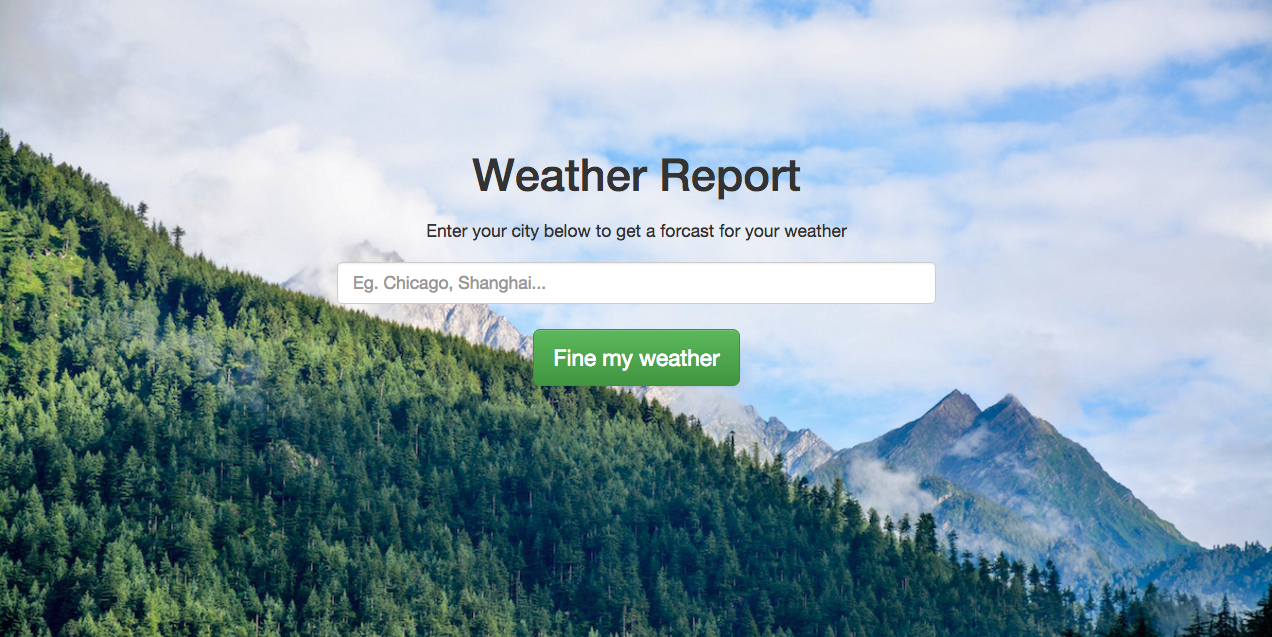 Weather Report
Enter your city below to get a forcast for your weather
Eg. Chicago, Shanghai...
Fine my weather